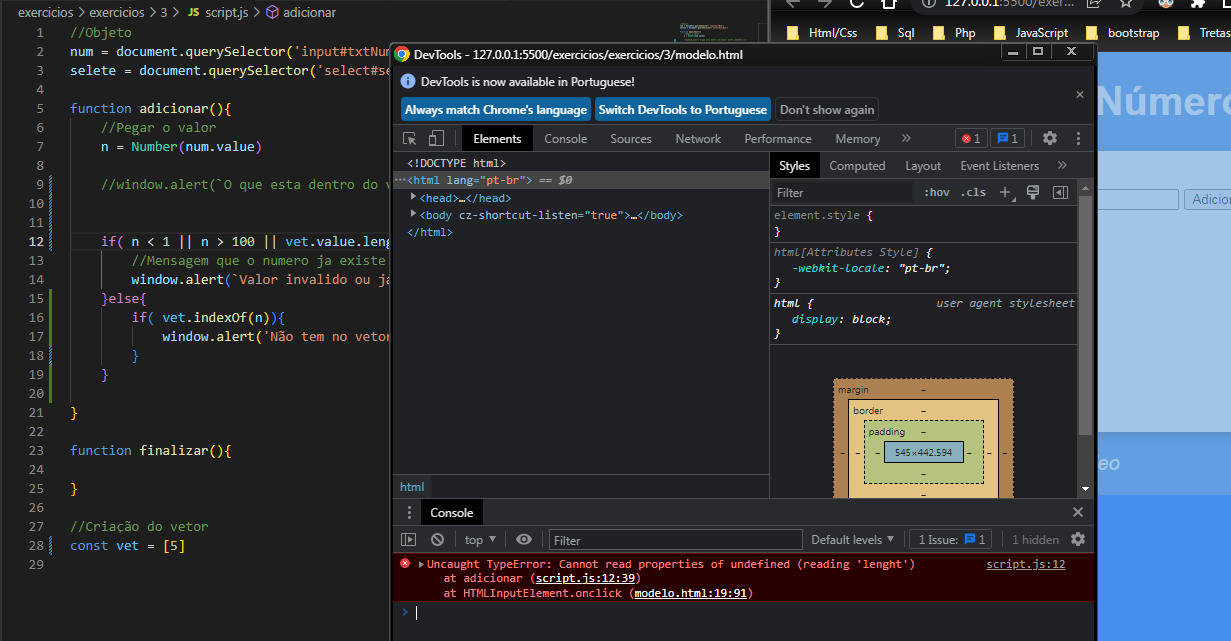 exercicios > exercicios > 3 > JS script.js > adicionar
1 //Objeto
2 num = document.querySelector('input#txtNu
3 selete = document.querySelector('select#se
4
5 function adicionar(){
6 //Pegar o valor
7 n = Number(num.value)
8
9 //window.alert(`O que esta dentro do v
10
11
12 if( n < 1 || n > 100 || vet.value.leng
13 //Mensagem que o numero ja existe
14 window.alert(`Valor invalido ou ja
15 }else{
16 if( vet.indexOf(n)){
17 window.alert('Não tem no vetor
18 }
19 }
20
21 }
22
23 function finalizar(){
24
25 }
26
27 //Criação do vetor
28 const vet = [5]
29
127.0.0.1:5500/exer...
Html/Css Sql Php JavaScript bootstrap Tretas
DevTools - 127.0.0.1:5500/exercicios/exercicios/3/modelo.html
DevTools is now available in Portuguese!
Always match Chrome's language Switch DevTools to Portuguese Don't show again
Elements Console Sources Network Performance Memory » 1 1
<!DOCTYPE html>
···<html lang="pt-br"> == $0
<head>…</head>
<body cz-shortcut-listen="true">…</body>
</html>
html
Styles Computed Layout Event Listeners »
Filter :hov .cls +
element.style {
}
html[Attributes Style] {
-webkit-locale: "pt-br";
}
html { user agent stylesheet
display: block;
}
margin –
border –
padding –
– – – 545×442.594 – – –
–
–
Console
top Filter Default levels 1 Issue: 1 1 hidden
Uncaught TypeError: Cannot read properties of undefined (reading 'lenght') script.js:12
at adicionar (script.js:12:39)
at HTMLInputElement.onclick (modelo.html:19:91)
>
Número
Adicio
eo